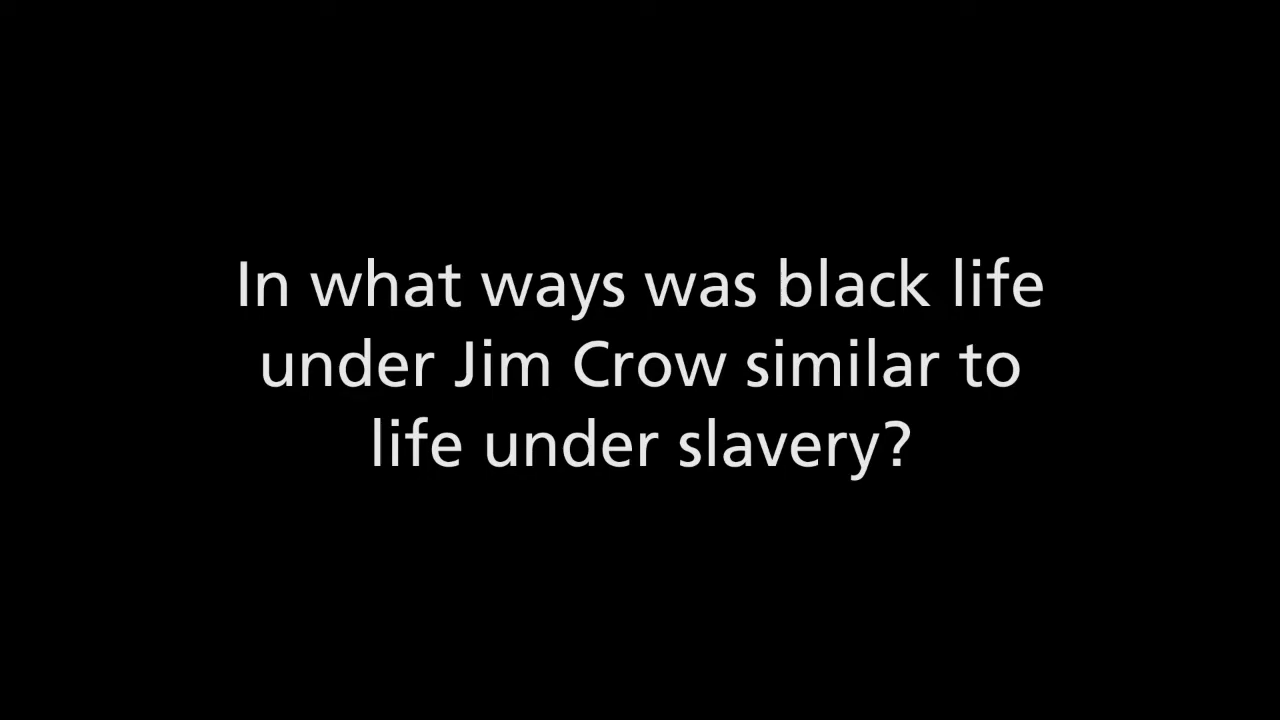 In what ways was black life
under Jim Crow similar to
life under slavery?